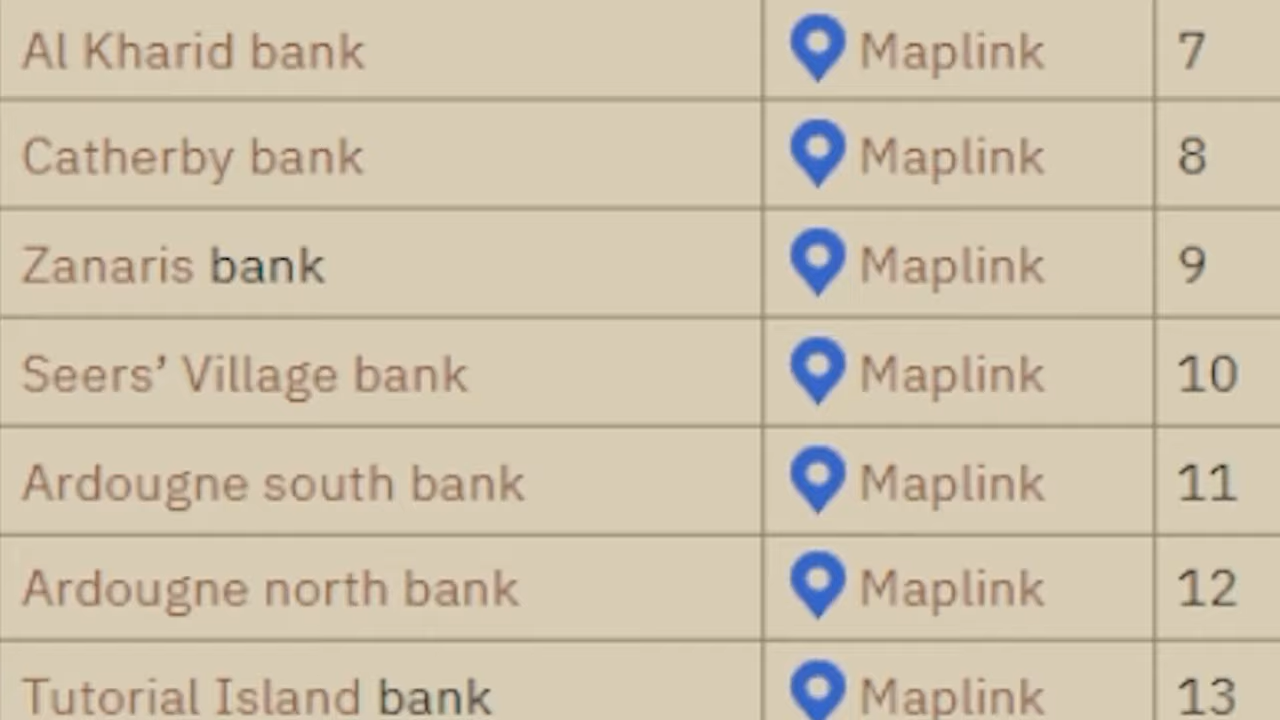 Al Kharid bank Maplink 7
Catherby bank Maplink 8
Zanaris bank Maplink 9
Seers’ Village bank Maplink 10
Ardougne south bank Maplink 11
Ardougne north bank Maplink 12
Tutorial Island bank Maplink 13